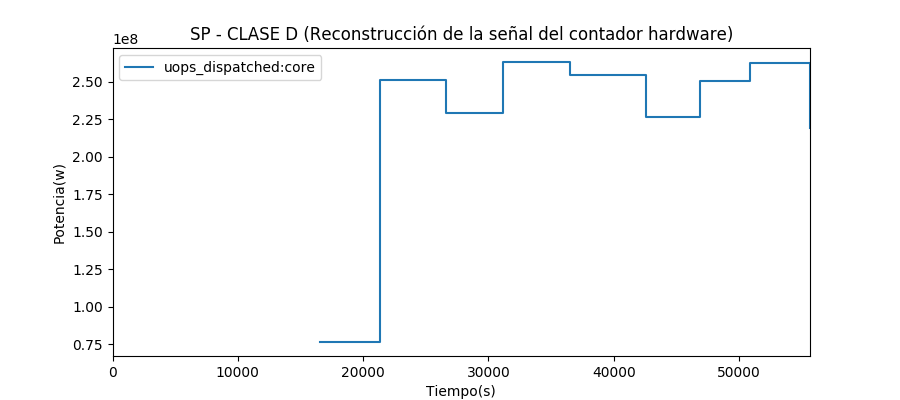 SP - CLASE D (Reconstrucción de la señal del contador hardware)
1e8
uops_dispatched:core
2.50
2.25
2.00
1.75
1.50
1.25
1.00
0.75
Potencia(w)
0 10000 20000 30000 40000 50000
Tiempo(s)